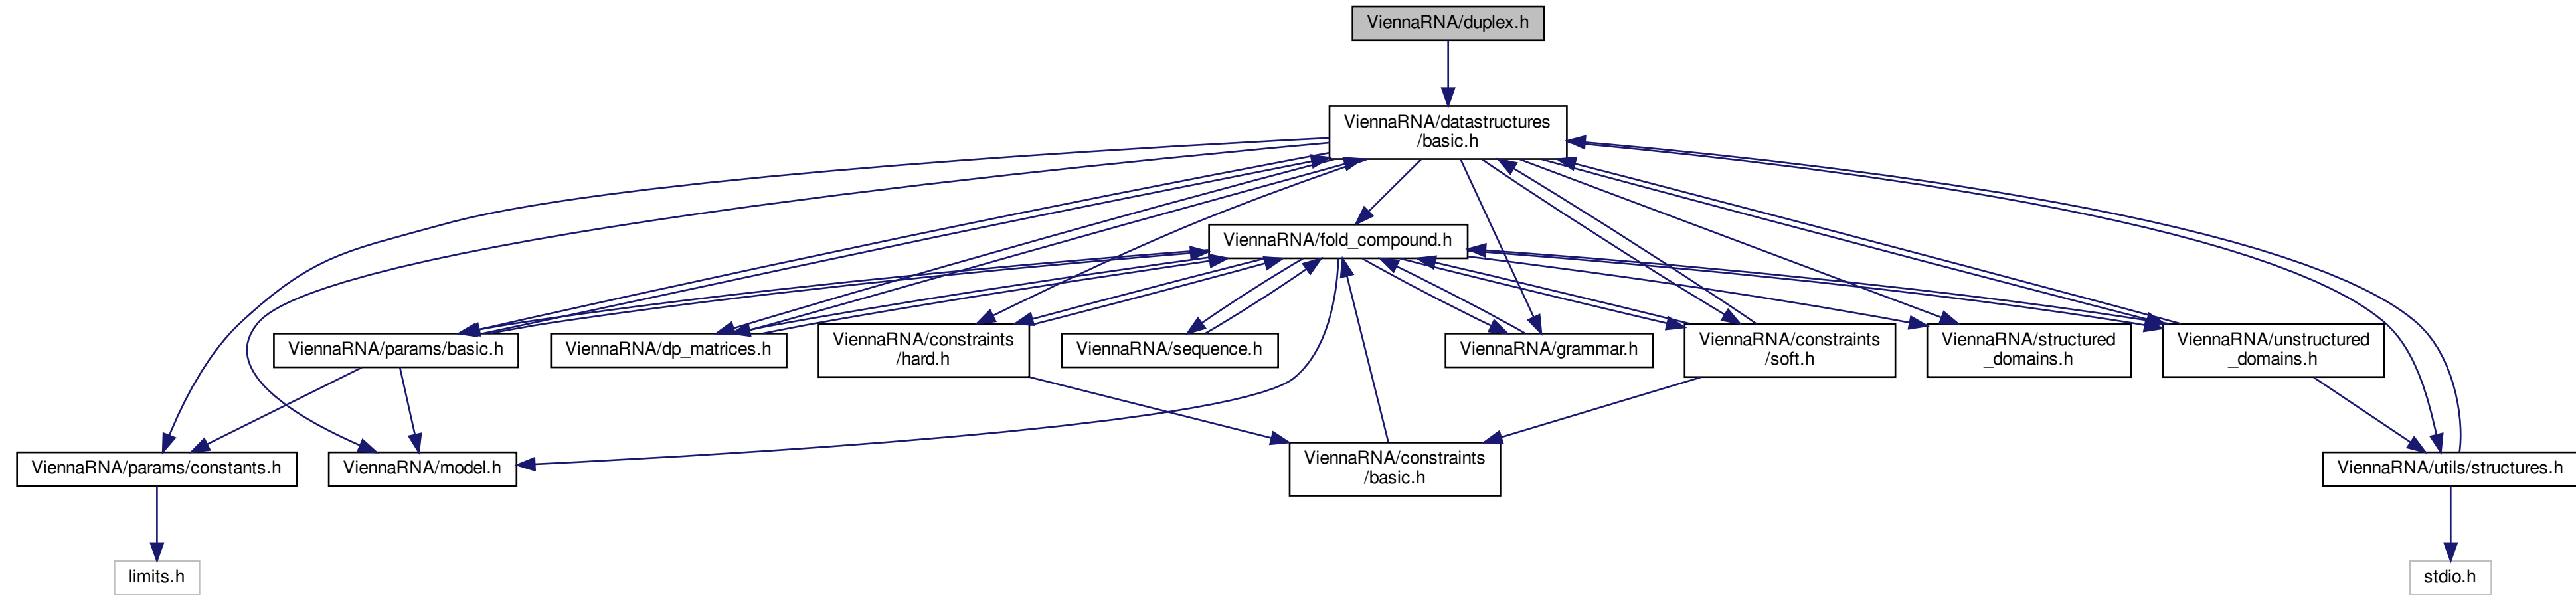 ViennaRNA/duplex.h
ViennaRNA/datastructures
/basic.h
ViennaRNA/fold_compound.h
ViennaRNA/params/basic.h
ViennaRNA/dp_matrices.h
ViennaRNA/constraints
/hard.h
ViennaRNA/sequence.h
ViennaRNA/grammar.h
ViennaRNA/constraints
/soft.h
ViennaRNA/structured
_domains.h
ViennaRNA/unstructured
_domains.h
ViennaRNA/params/constants.h
ViennaRNA/model.h
ViennaRNA/constraints
/basic.h
ViennaRNA/utils/structures.h
limits.h
stdio.h